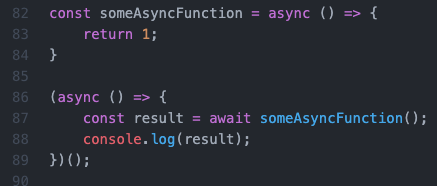 82 const someAsyncFunction = async () => {
83     return 1;
84 }
85
86 (async () => {
87     const result = await someAsyncFunction();
88     console.log(result);
89 })();
90